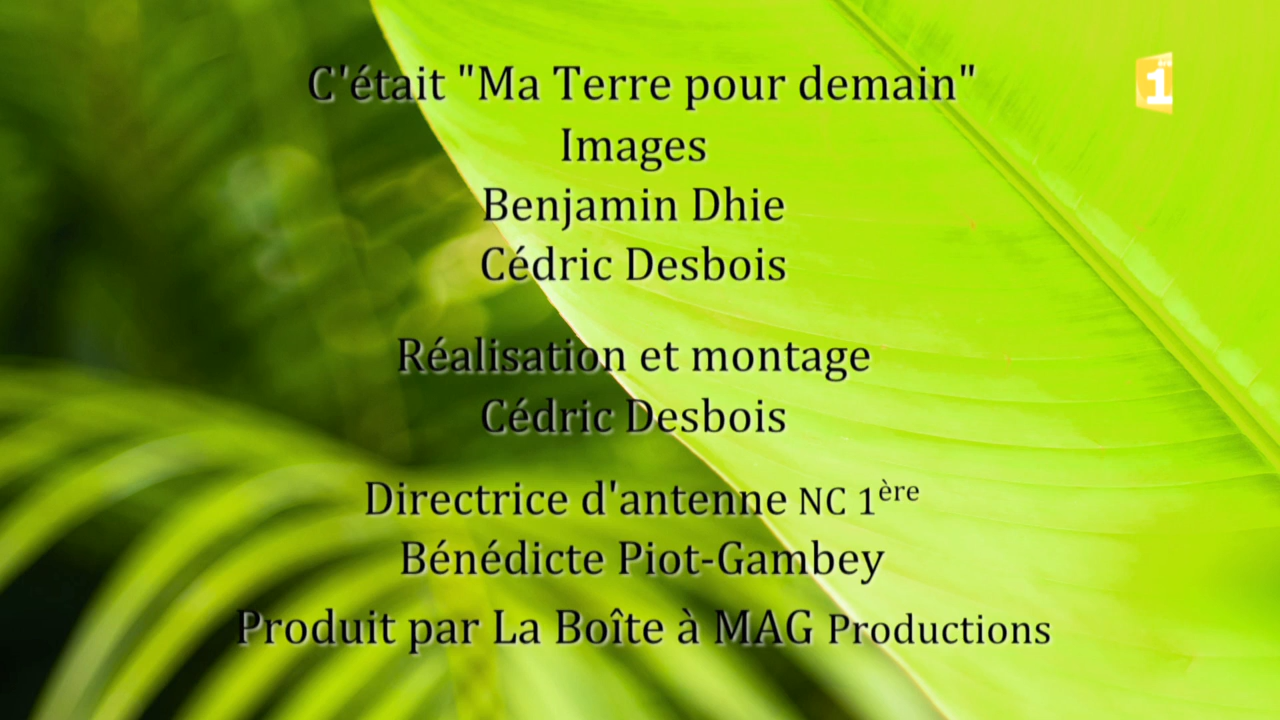 C'était "Ma Terre pour demain"
1ère
Images
Benjamin Dhie
Cédric Desbois
Réalisation et montage
Cédric Desbois
Directrice d'antenne NC 1ère
Bénédicte Piot-Gambey
Produit par La Boîte à MAG Productions